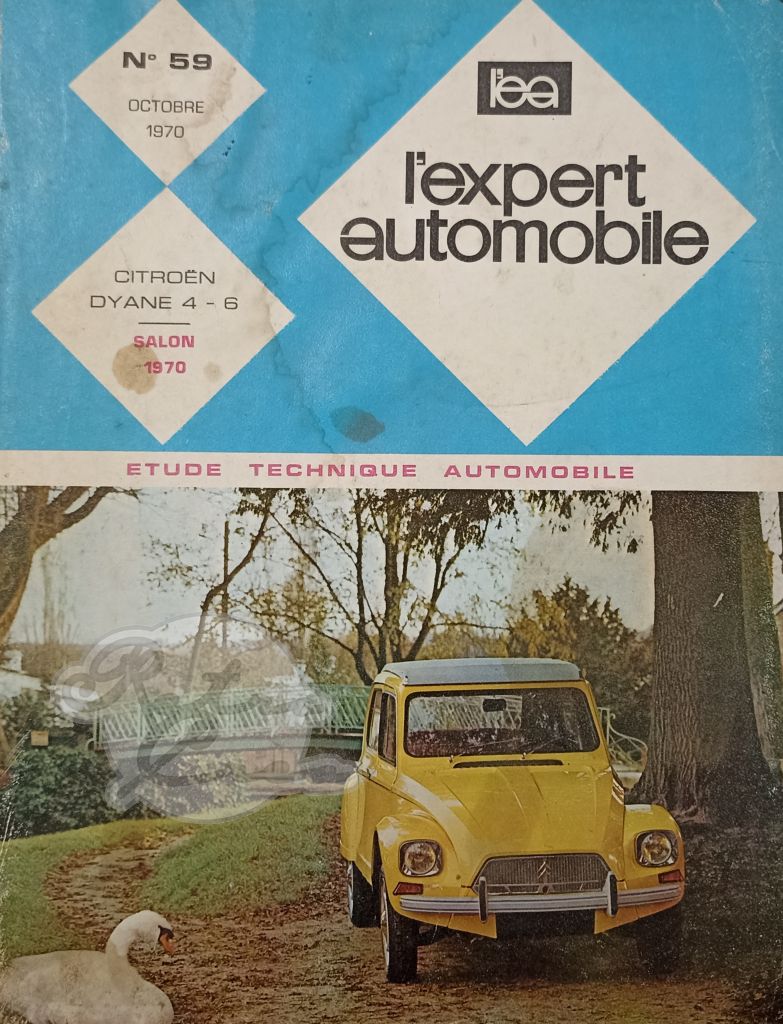 N° 59
OCTOBRE
1970
l'ea
l'expert
automobile
CITROËN
DYANE 4 - 6
SALON
1970
ETUDE TECHNIQUE AUTOMOBILE